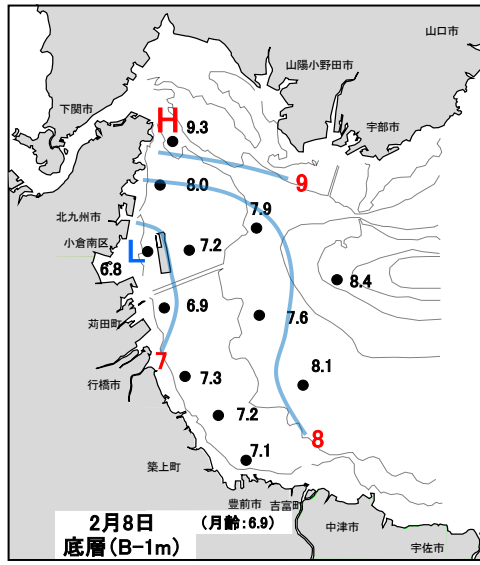 山口市
山陽小野田市
下関市
宇部市
H
9.3
9
8.0
7.9
北九州市
小倉南区
L
7.2
6.8
8.4
6.9
7.6
苅田町
7
行橋市
7.3
8.1
7.2
8
7.1
築上町
豊前市
吉富町
2月8日
(月齢:6.9)
中津市
底層(B-1m)
宇佐市